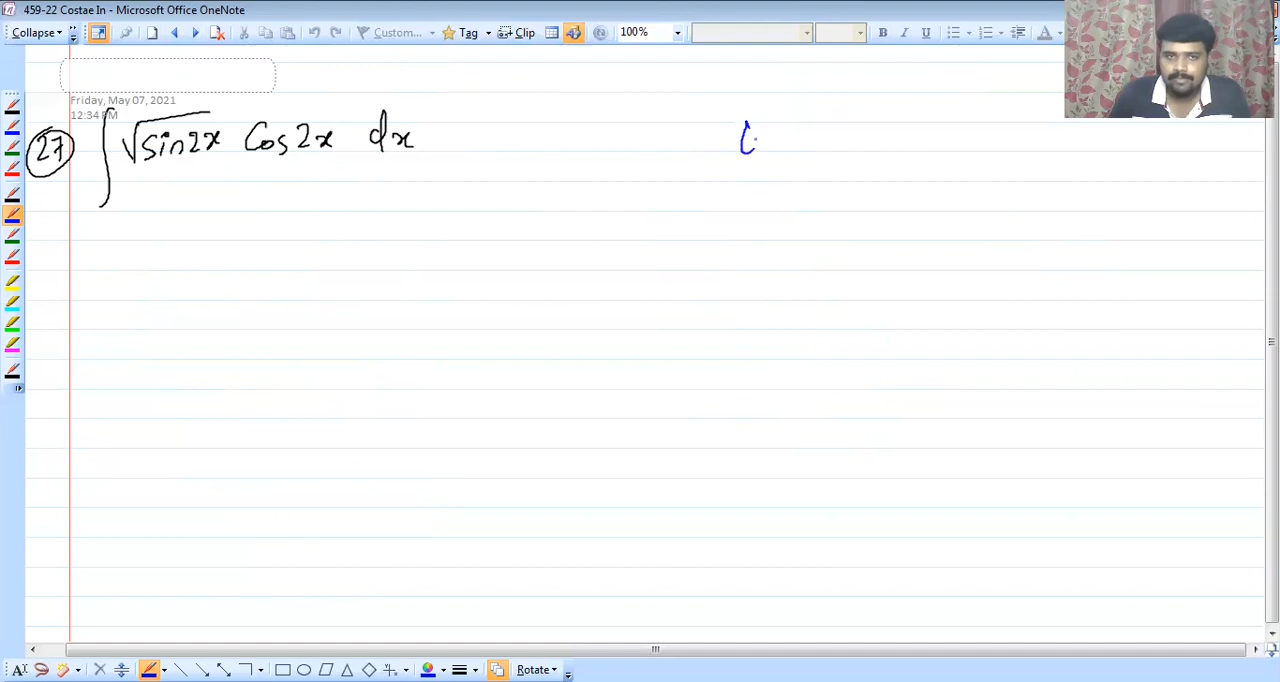 459-22 Costae In - Microsoft Office OneNote
Collapse Custom... Tag Clip 100% B I U A
Friday, May 07, 2021
12:34 PM
27 ∫ √sin2x Cos2x dx
(
Rotate